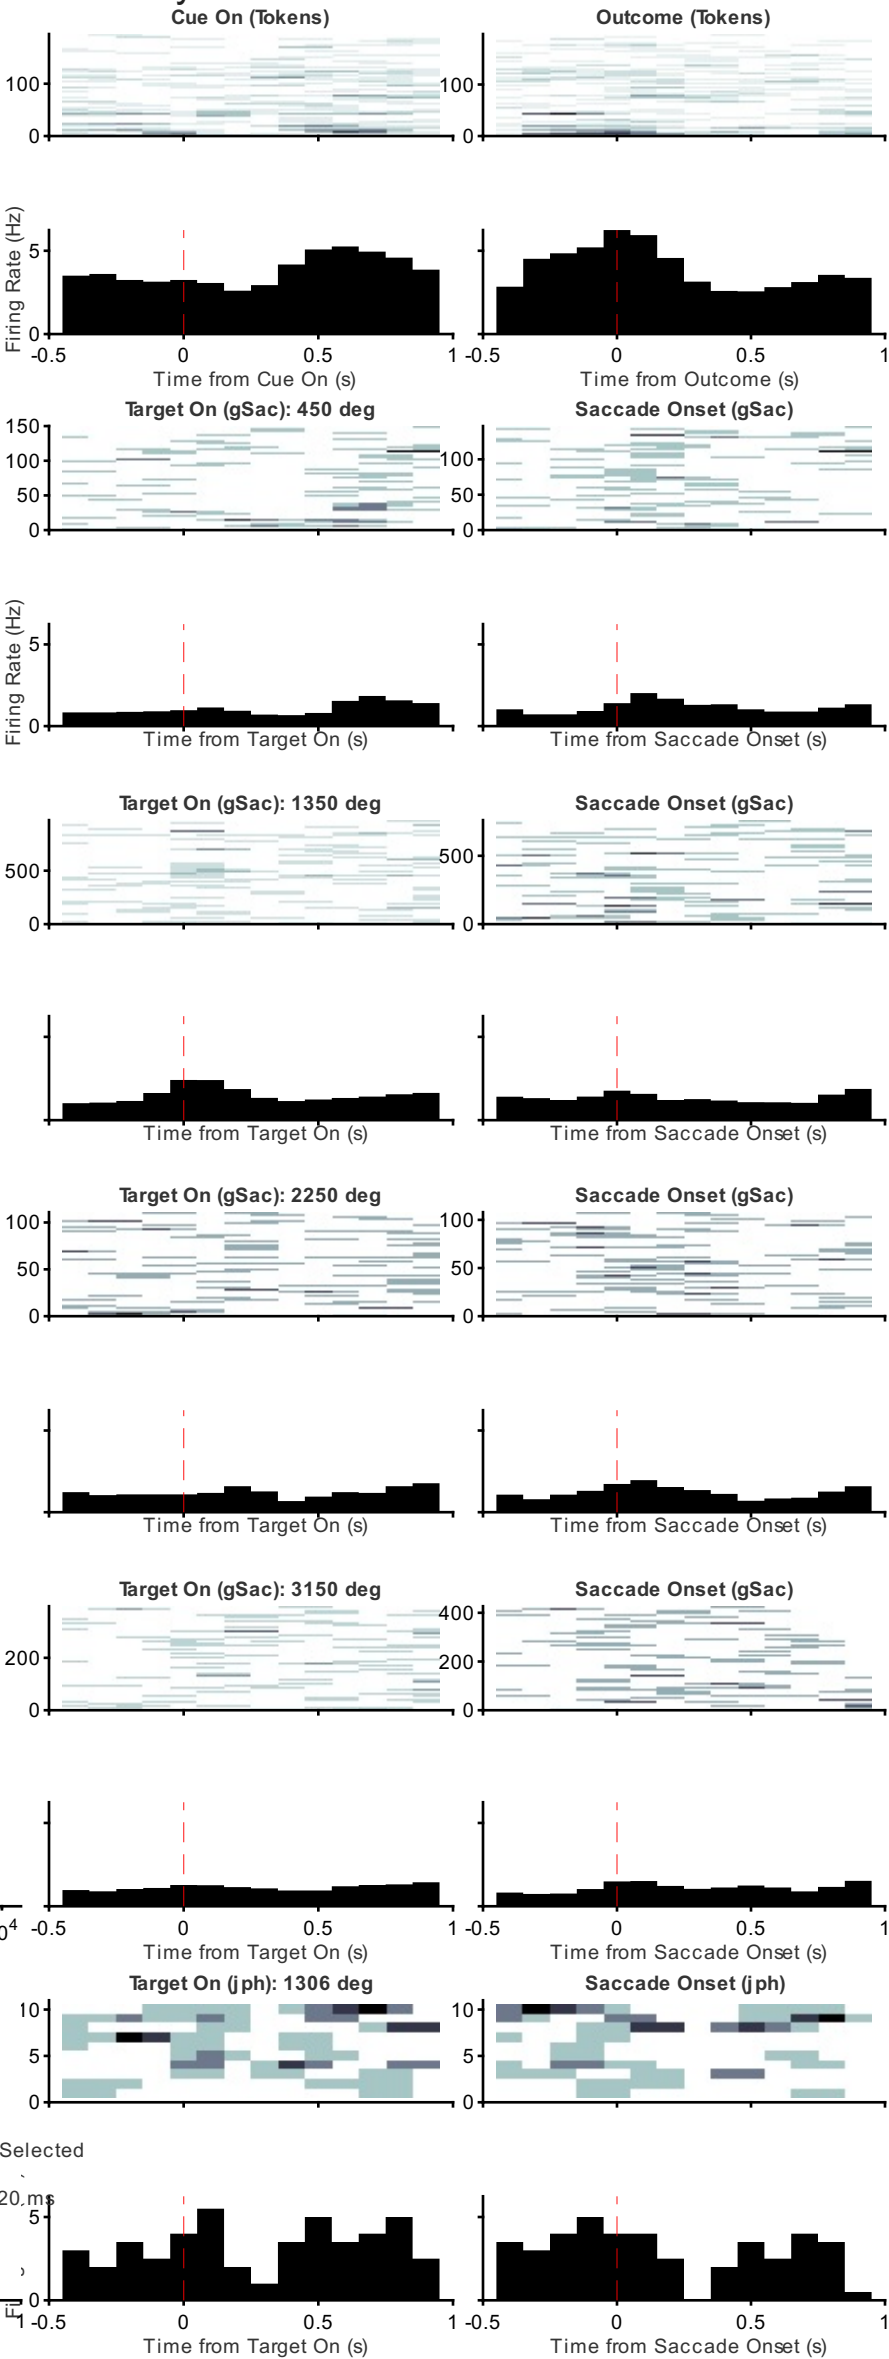 Cue On (Tokens)
Outcome (Tokens)
100
0
100
0
Firing Rate (Hz)
5
0
-0.5 0 0.5 1
-0.5 0 0.5 1
Time from Cue On (s)
Time from Outcome (s)
Target On (gSac): 450 deg
Saccade Onset (gSac)
150
100
50
0
100
50
0
Firing Rate (Hz)
5
0
Time from Target On (s)
Time from Saccade Onset (s)
Target On (gSac): 1350 deg
Saccade Onset (gSac)
500
0
500
0
Time from Target On (s)
Time from Saccade Onset (s)
Target On (gSac): 2250 deg
Saccade Onset (gSac)
100
50
0
100
50
0
Time from Target On (s)
Time from Saccade Onset (s)
Target On (gSac): 3150 deg
Saccade Onset (gSac)
200
0
400
200
0
-0.5 0 0.5 1
-0.5 0 0.5 1
Time from Target On (s)
Time from Saccade Onset (s)
Target On (jph): 1306 deg
Saccade Onset (jph)
10
5
0
10
5
0
Selected
20 ms
5
0
1
-0.5 0 0.5 1
-0.5 0 0.5 1
Time from Target On (s)
Time from Saccade Onset (s)